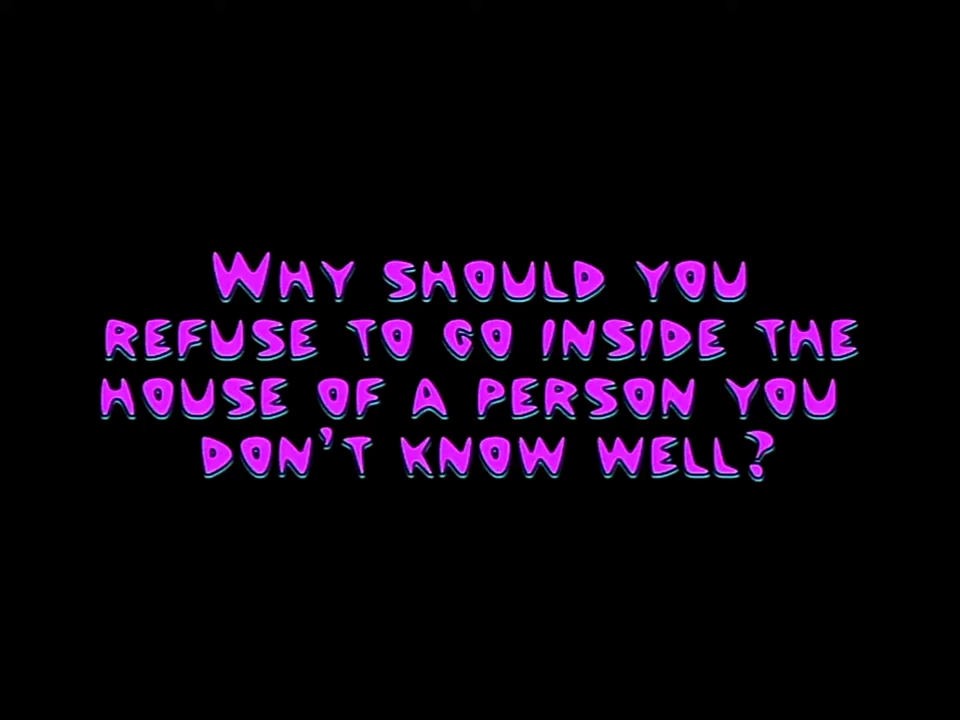 Why should you
refuse to go inside the
house of a person you
don't know well?